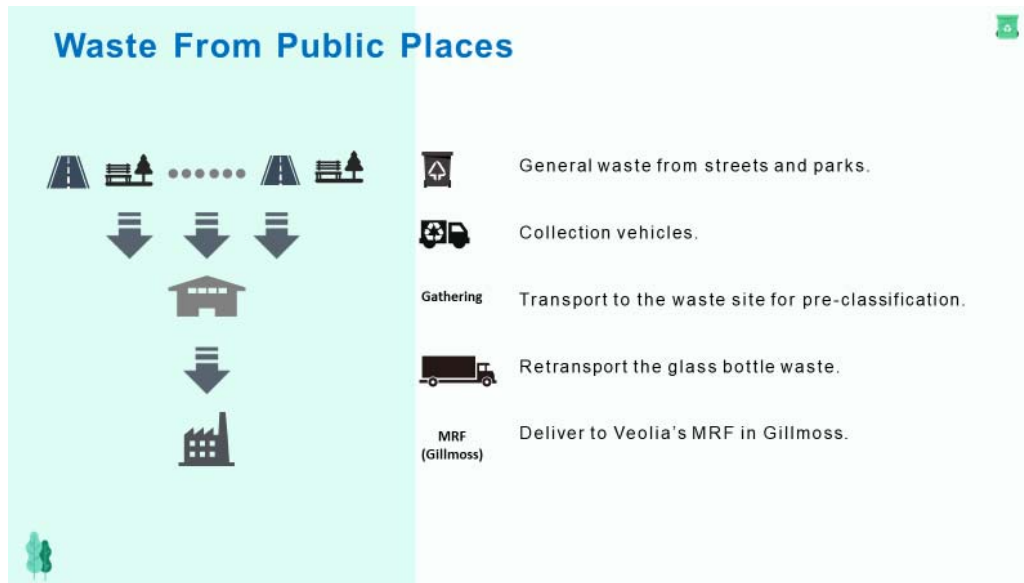 Waste From Public Places
General waste from streets and parks.
Collection vehicles.
Gathering
Transport to the waste site for pre-classification.
Retransport the glass bottle waste.
MRF
(Gillmoss)
Deliver to Veolia's MRF in Gillmoss.